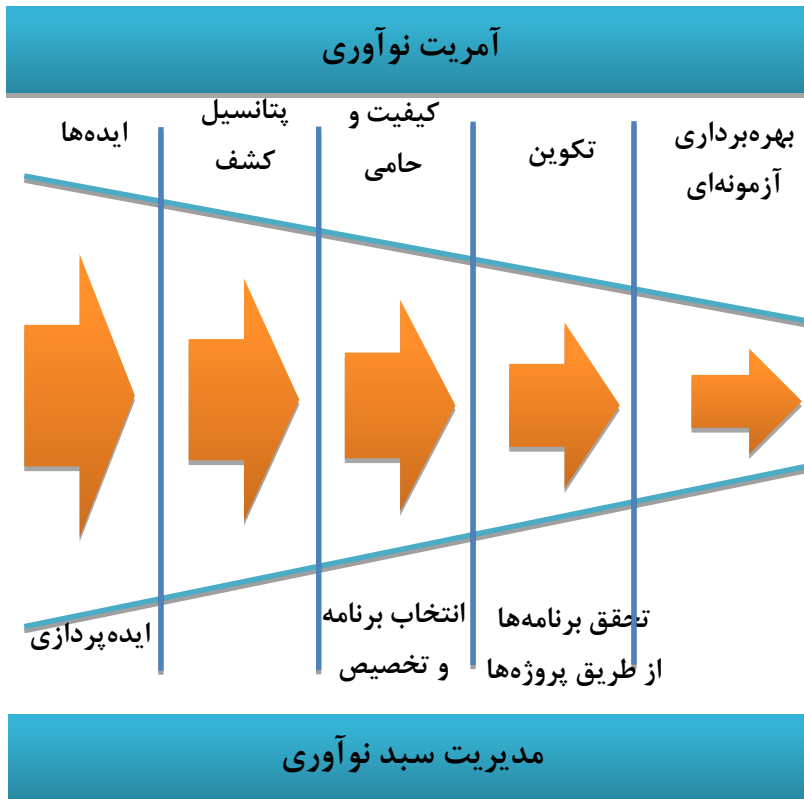 آمریت نوآوری
ایده‌ها
پتانسیل
کشف
کیفیت و
حامی
تکوین
بهره‌برداری
آزمونه‌ای
ایده‌پردازی
انتخاب برنامه
و تخصیص
تحقق برنامه‌ها
از طریق پروژه‌ها
مدیریت سبد نوآوری